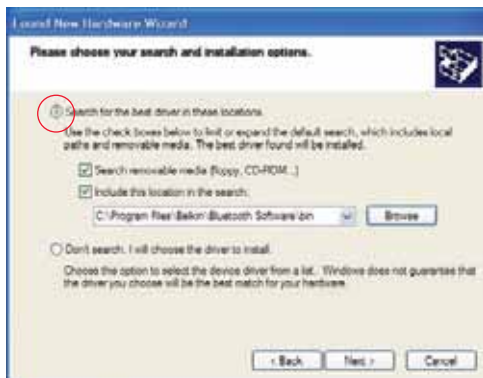 Found New Hardware Wizard
Please choose your search and installation options.
Search for the best driver in these locations.
Use the check boxes below to limit or expand the default search, which includes local
paths and removable media. The best driver found will be installed.
Search removable media (floppy, CD-ROM...)
Include this location in the search:
C:\Program Files\Belkin\Bluetooth Software\bin
Browse
Don't search. I will choose the driver to install.
Choose this option to select the device driver from a list. Windows does not guarantee that
the driver you choose will be the best match for your hardware.
< Back
Next >
Cancel